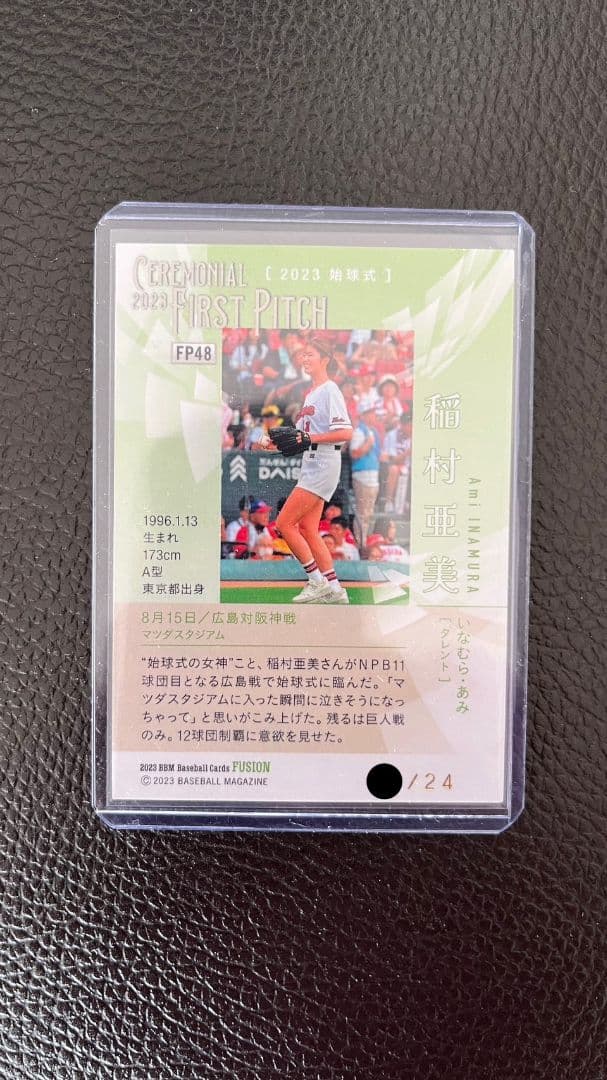 CEREMONIAL
2023 FIRST PITCH
[ 2023 始球式 ]
FP48
DAIS
稲村亜美
Ami INAMURA
いなむら・あみ
[タレント]
1996.1.13
生まれ
173cm
A型
東京都出身
8月15日／広島対阪神戦
マツダスタジアム
“始球式の女神”こと、稲村亜美さんがNPB11
球団目となる広島戦で始球式に臨んだ。「マ
ツダスタジアムに入った瞬間に泣きそうになっ
ちゃって」と思いがこみ上げた。残るは巨人戦
のみ。12球団制覇に意欲を見せた。
2023 BBM Baseball Cards FUSION
© 2023 BASEBALL MAGAZINE
/24